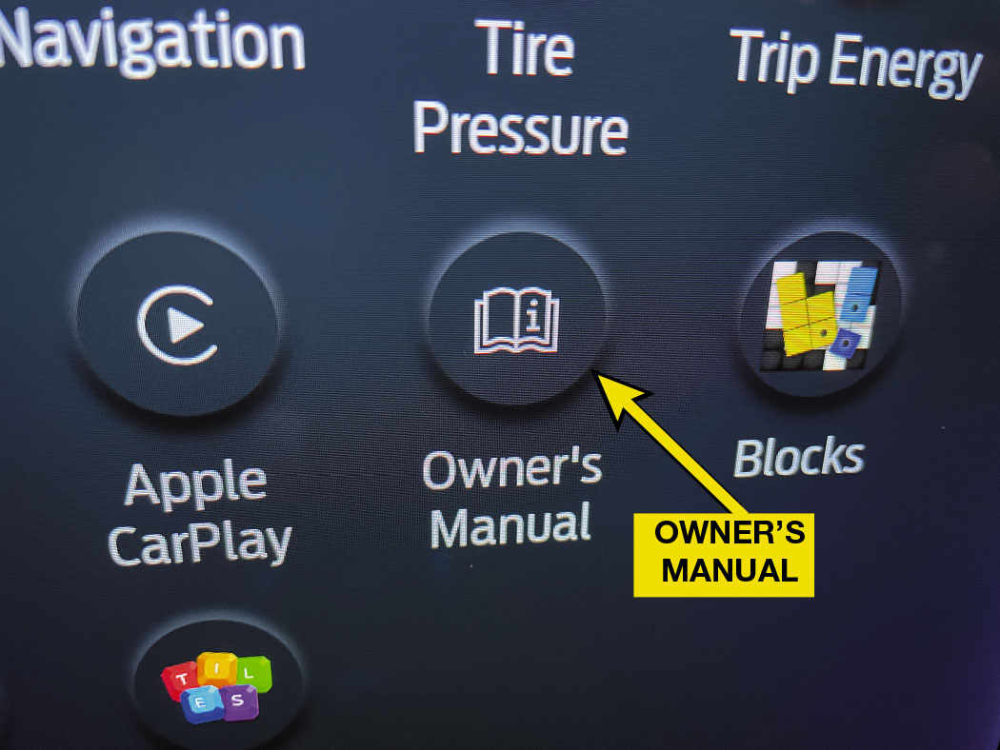 Navigation
Tire
Pressure
Trip Energy
Apple
CarPlay
i
Owner's
Manual
Blocks
OWNER’S
MANUAL
T I L
E S